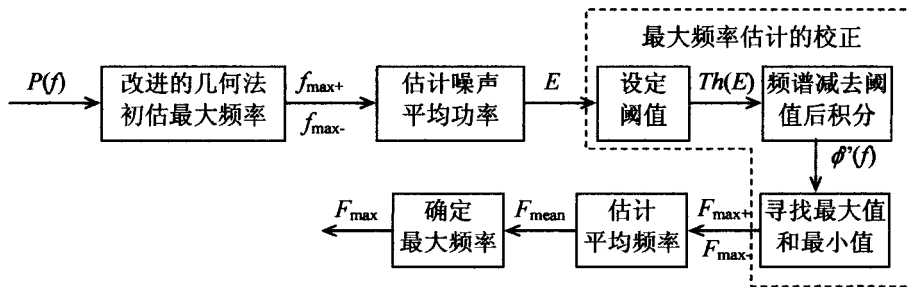 最大频率估计的校正
P(f)
改进的几何法
初估最大频率
fmax+
fmax-
估计噪声
平均功率
E
设定
阈值
Th(E)
频谱减去阈
值后积分
ϕ'(f)
寻找最大值
和最小值
Fmax+
Fmax-
估计
平均频率
Fmean
确定
最大频率
Fmax